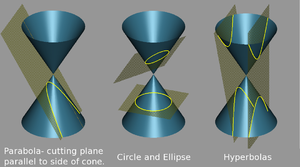 Parabola- cutting plane
parallel to side of cone.
Circle and Ellipse
Hyperbolas